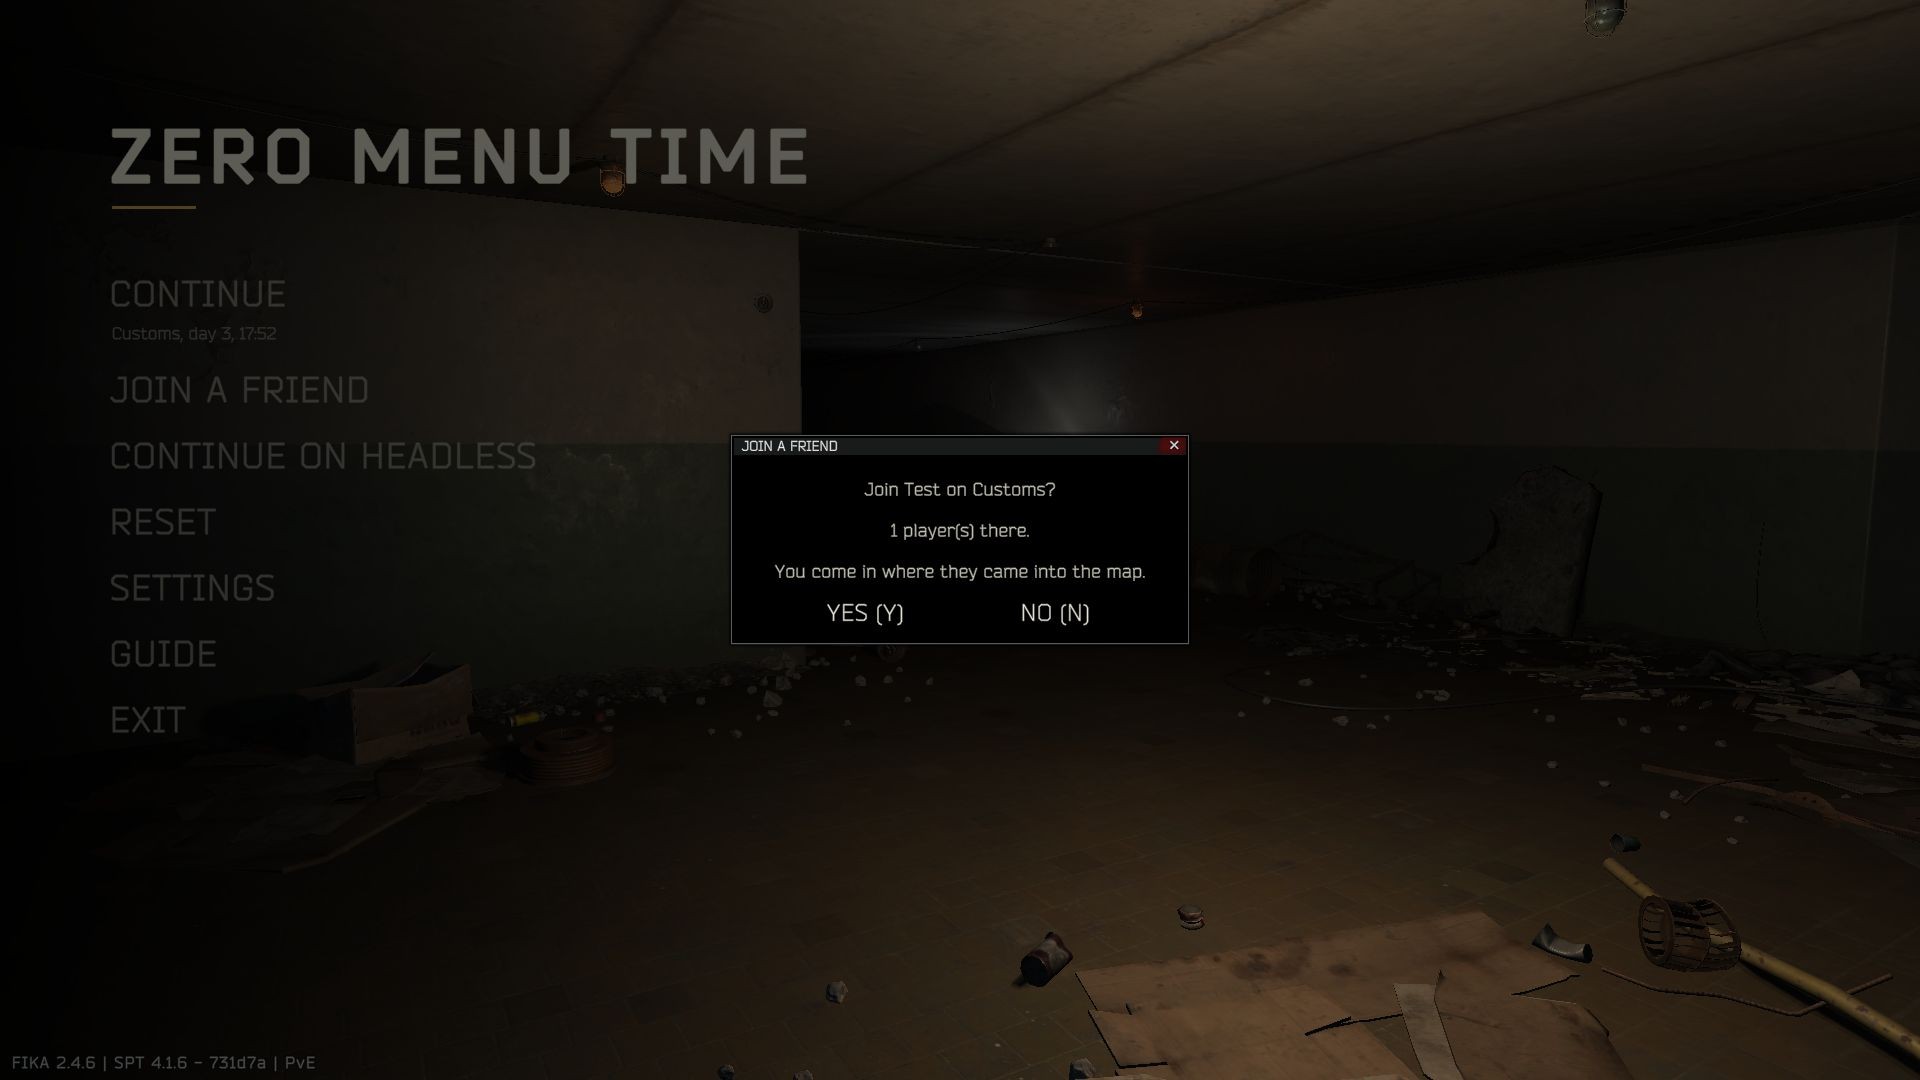 ZERO MENU TIME
CONTINUE
Customs, day 3, 17:52
JOIN A FRIEND
CONTINUE ON HEADLESS
RESET
SETTINGS
GUIDE
EXIT
JOIN A FRIEND
Join Test on Customs?
1 player(s) there.
You come in where they came into the map.
YES (Y)
NO (N)
FIKA 2.4.6 | SPT 4.1.6 - 731d7a | PvE